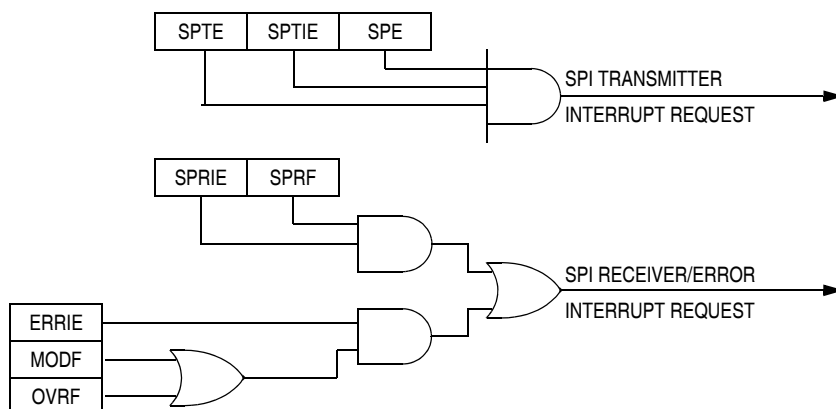 SPTE SPTIE SPE
SPI TRANSMITTER
INTERRUPT REQUEST
SPRIE SPRF
SPI RECEIVER/ERROR
INTERRUPT REQUEST
ERRIE
MODF
OVRF